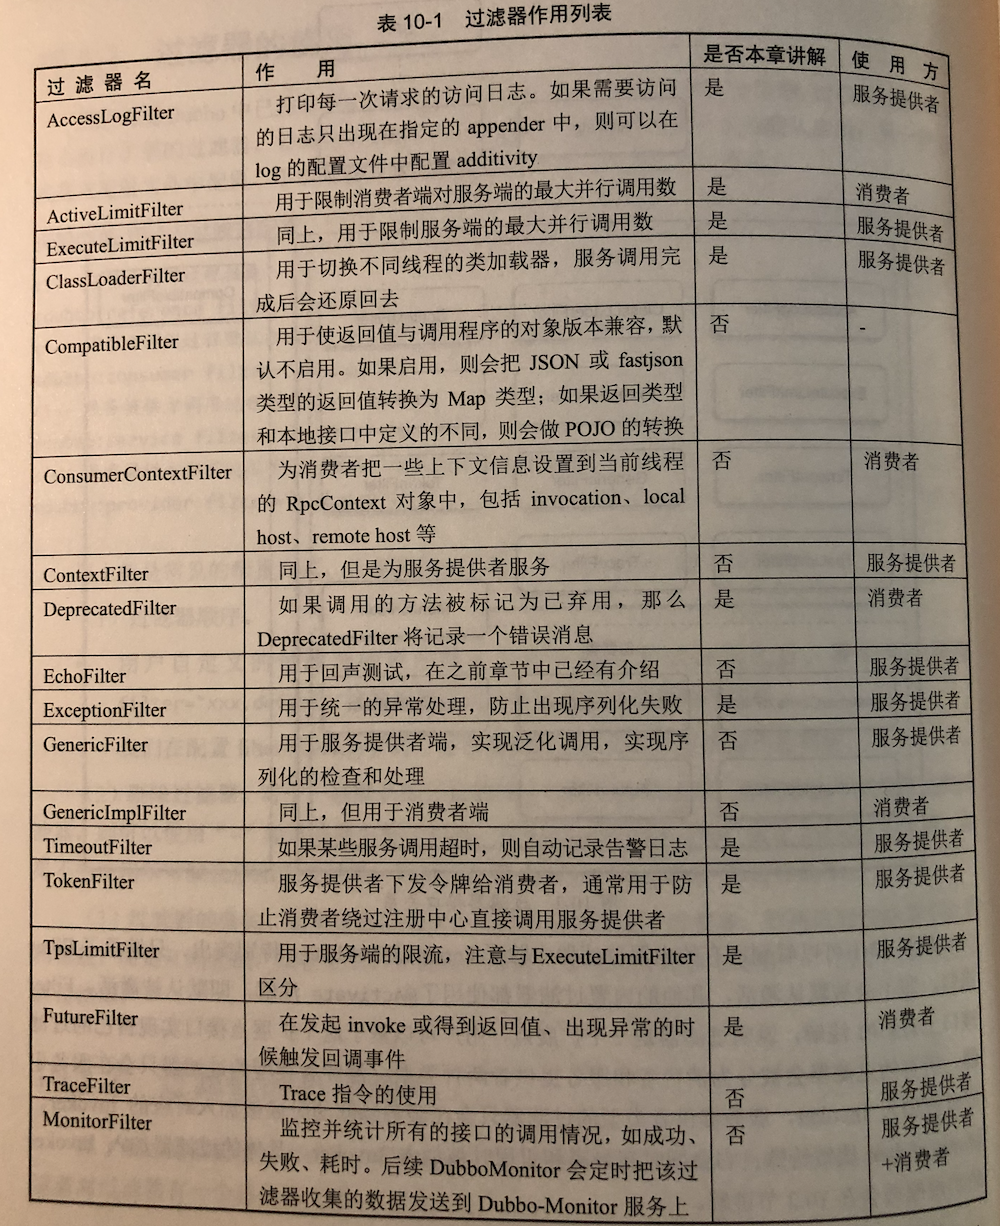 表 10-1 过滤器作用列表
过滤器名 作用 是否本章讲解 使用方
AccessLogFilter 打印每一次请求的访问日志。如果需要访问 是 服务提供者
的日志只出现在指定的 appender 中，则可以在
log 的配置文件中配置 additivity
ActiveLimitFilter 用于限制消费者端对服务端的最大并行调用数 是 消费者
ExecuteLimitFilter 同上，用于限制服务端的最大并行调用数 是 服务提供者
ClassLoaderFilter 用于切换不同线程的类加载器，服务调用完 是 服务提供者
成后会还原回去
CompatibleFilter 用于使返回值与调用程序的对象版本兼容，默 否 -
认不启用。如果启用，则会把 JSON 或 fastjson
类型的返回值转换为 Map 类型；如果返回类型
和本地接口中定义的不同，则会做 POJO 的转换
ConsumerContextFilter 为消费者把一些上下文信息设置到当前线程 否 消费者
的 RpcContext 对象中，包括 invocation、local
host、remote host 等
ContextFilter 同上，但是为服务提供者服务 否 服务提供者
DeprecatedFilter 如果调用的方法被标记为已弃用，那么 是 消费者
DeprecatedFilter 将记录一个错误消息
EchoFilter 用于回声测试，在之前章节中已经有介绍 否 服务提供者
ExceptionFilter 用于统一的异常处理，防止出现序列化失败 是 服务提供者
GenericFilter 用于服务提供者端，实现泛化调用，实现序 否 服务提供者
列化的检查和处理
GenericImplFilter 同上，但用于消费者端 否 消费者
TimeoutFilter 如果某些服务调用超时，则自动记录告警日志 是 服务提供者
TokenFilter 服务提供者下发令牌给消费者，通常用于防 是 服务提供者
止消费者绕过注册中心直接调用服务提供者
TpsLimitFilter 用于服务端的限流，注意与 ExecuteLimitFilter 是 服务提供者
区分
FutureFilter 在发起 invoke 或得到返回值、出现异常的时 是 消费者
候触发回调事件
TraceFilter Trace 指令的使用 否 服务提供者
MonitorFilter 监控并统计所有的接口的调用情况，如成功、 否 服务提供者
失败、耗时。后续 DubboMonitor 会定时把该过 +消费者
滤器收集的数据发送到 Dubbo-Monitor 服务上